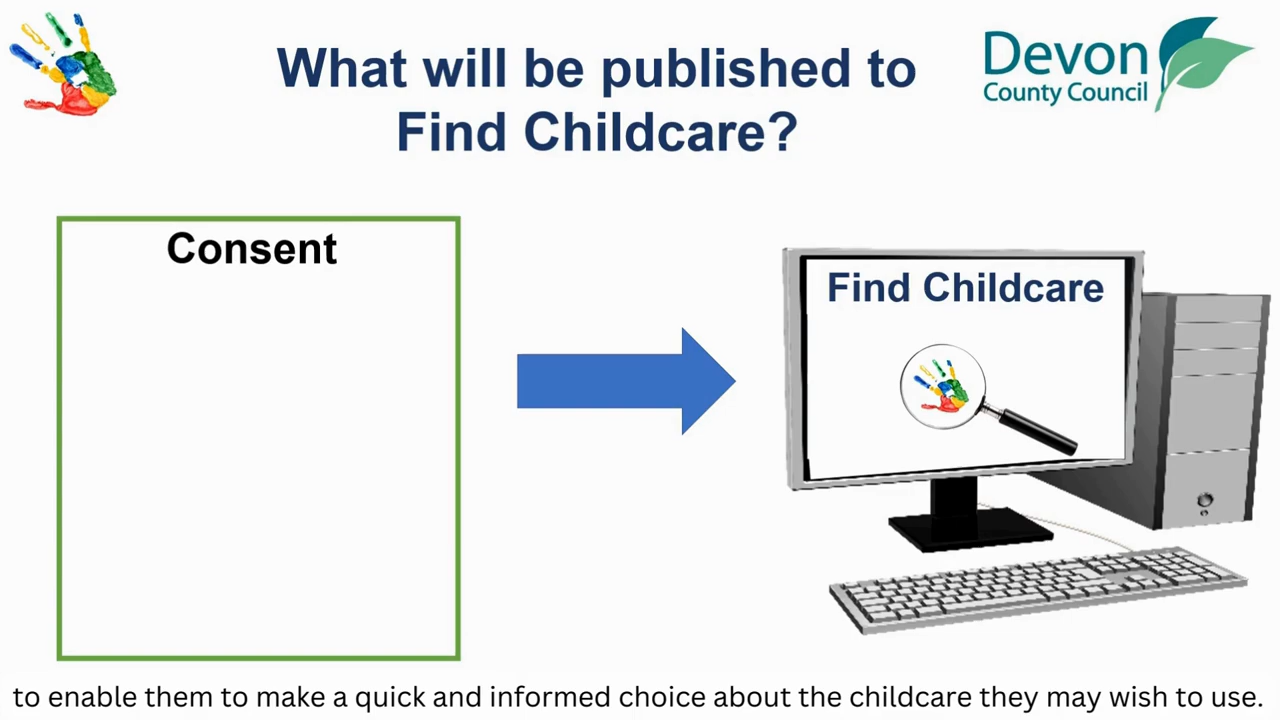 What will be published to
Find Childcare?
Devon
County Council
Consent
Find Childcare
to enable them to make a quick and informed choice about the childcare they may wish to use.